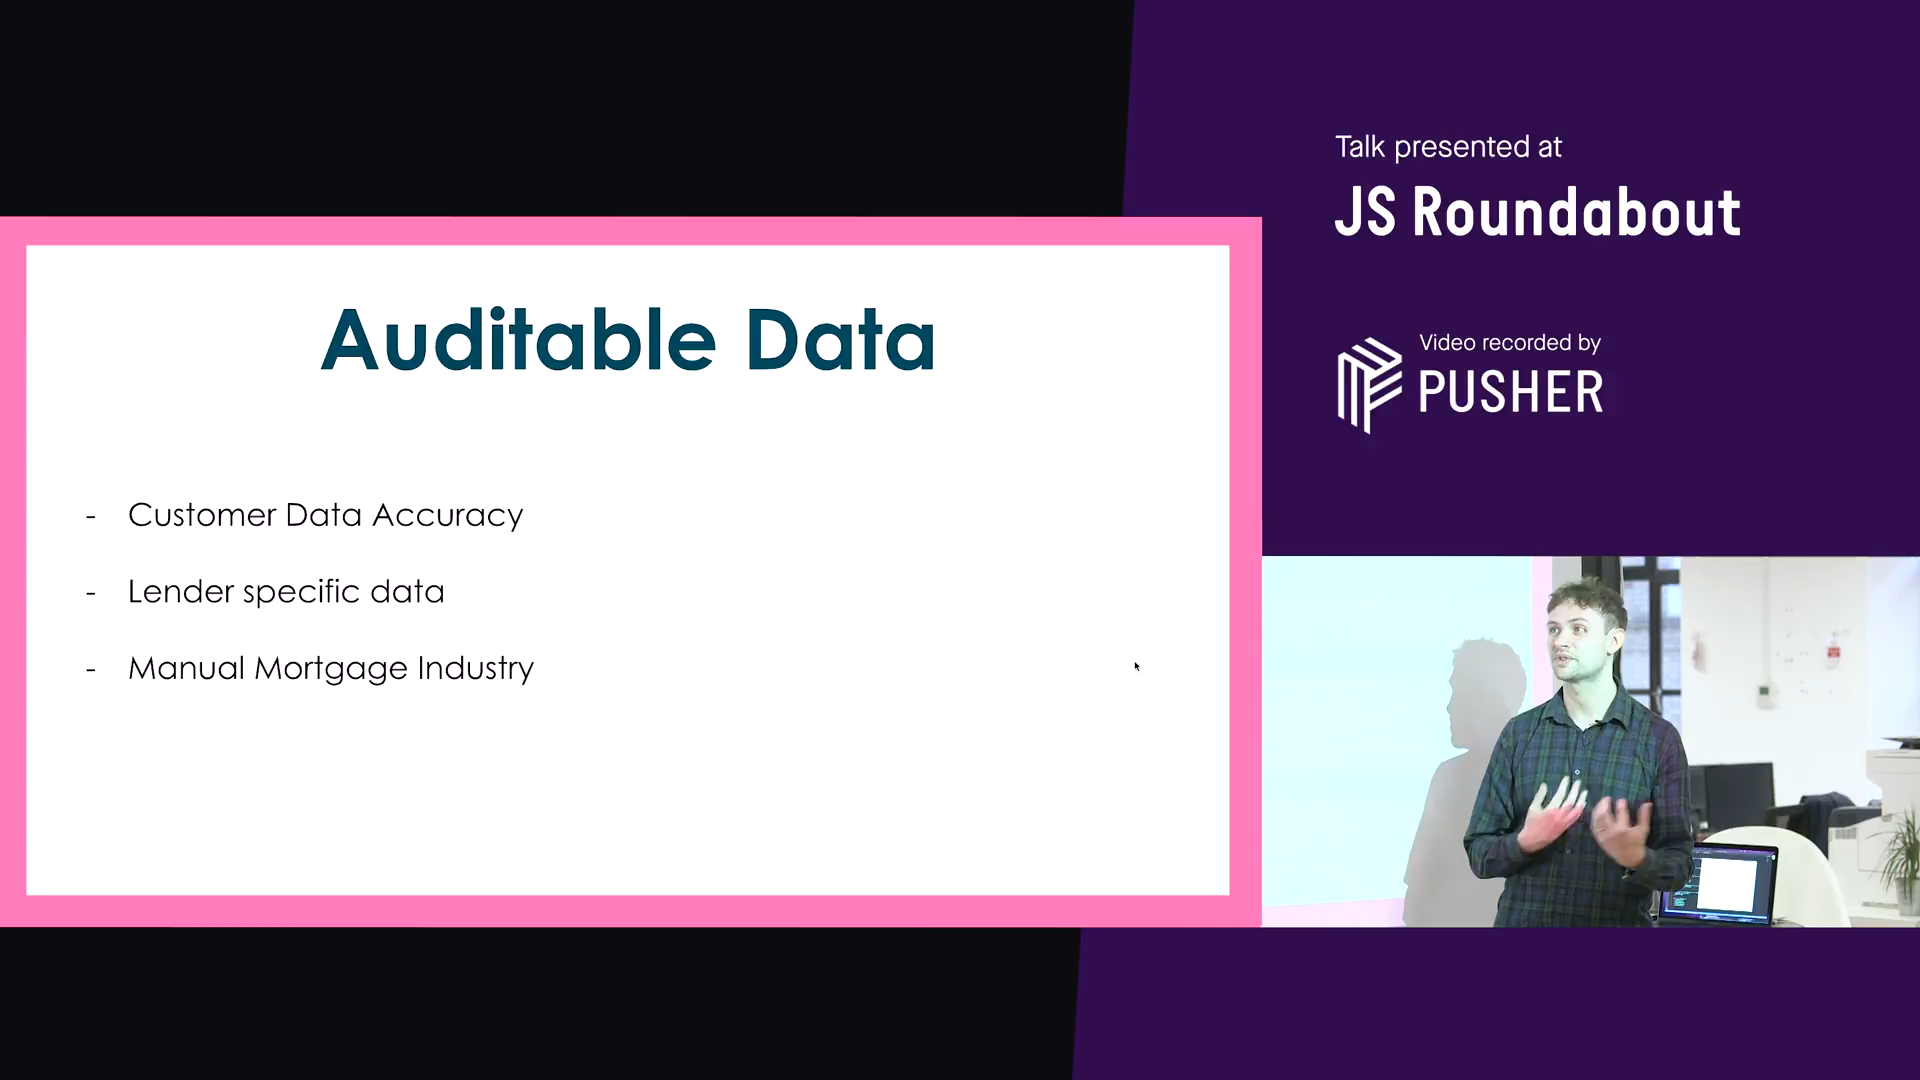 Auditable Data
- Customer Data Accuracy
- Lender specific data
- Manual Mortgage Industry
Talk presented at
JS Roundabout
Video recorded by
PUSHER